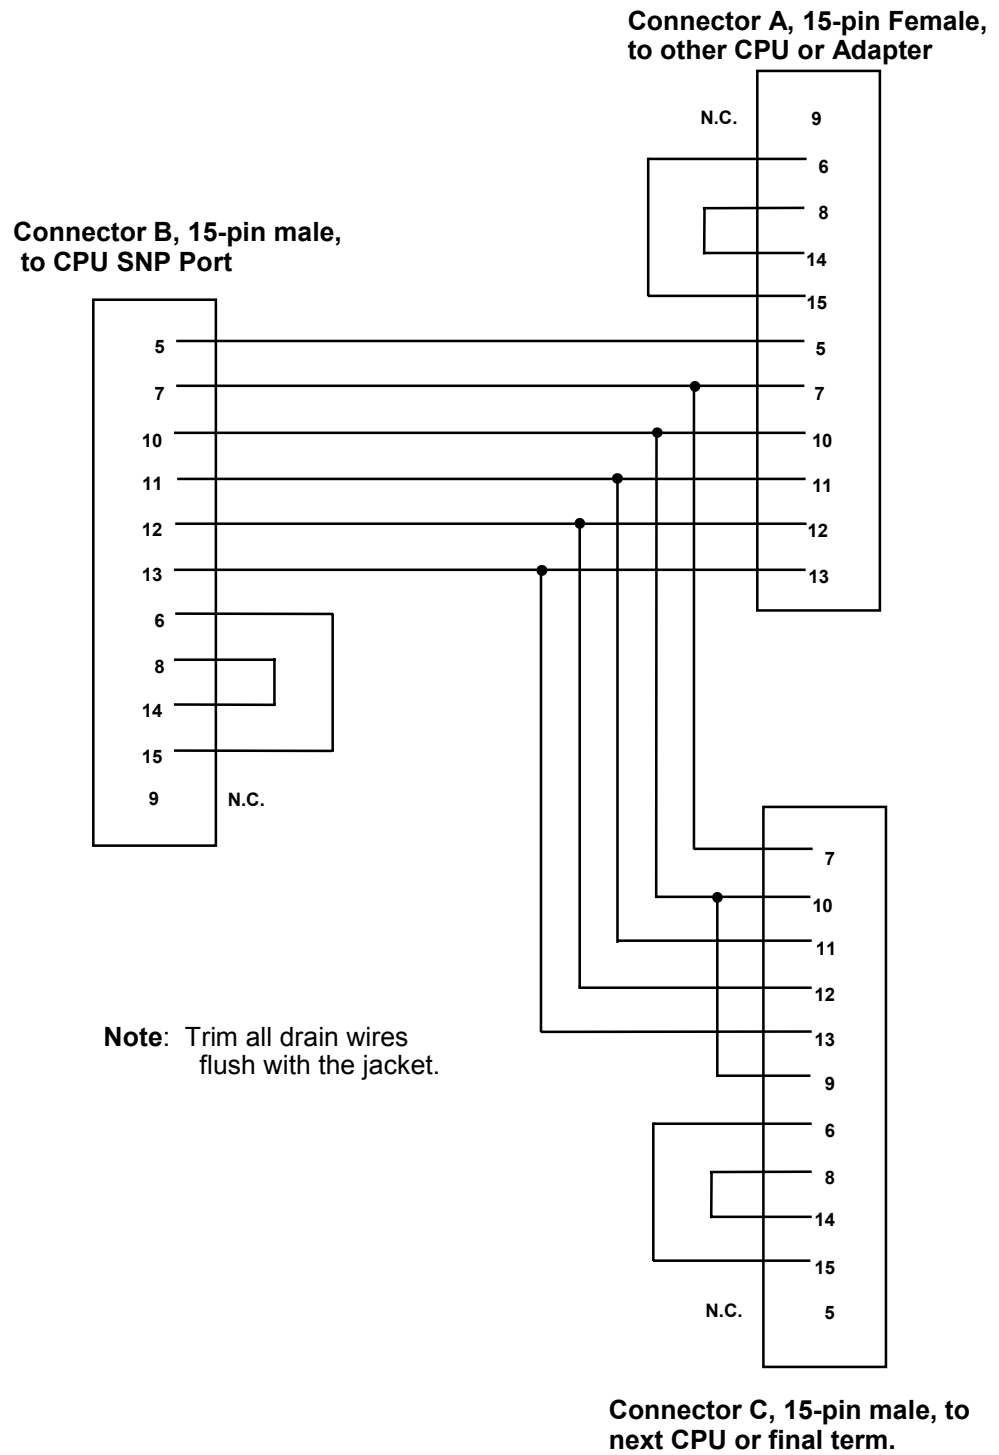 Connector A, 15-pin Female,
to other CPU or Adapter
N.C. 9
6
8
14
15
5
7
10
11
12
13
Connector B, 15-pin male,
to CPU SNP Port
5
7
10
11
12
13
6
8
14
15
9 N.C.
7
10
11
12
13
9
6
8
14
15
N.C. 5
Connector C, 15-pin male, to
next CPU or final term.
Note: Trim all drain wires
flush with the jacket.